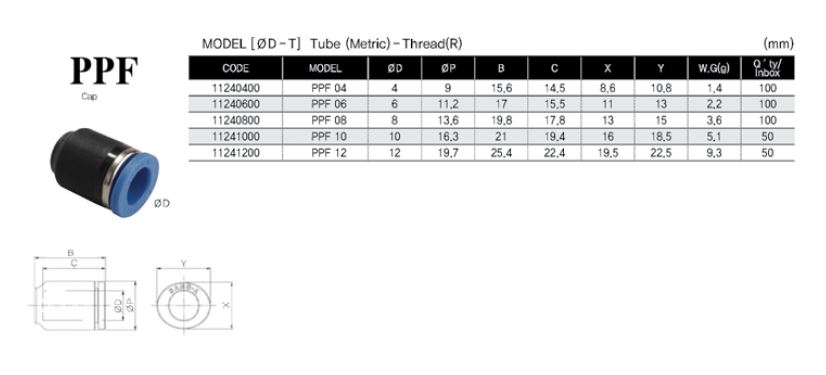 MODEL [ØD-T] Tube (Metric) - Thread(R) (mm)
PPF
Cap
CODE MODEL ØD ØP B C X Y W.G(g) Q'ty/Inbox
11240400 PPF 04 4 9 15,6 14,5 8,6 10,8 1,4 100
11240600 PPF 06 6 11,2 17 15,5 11 13 2,2 100
11240800 PPF 08 8 13,6 19,8 17,8 13 15 3,6 100
11241000 PPF 10 10 16,3 21 19,4 16 18,5 5,1 50
11241200 PPF 12 12 19,7 25,4 22,4 19,5 22,5 9,3 50
ØD
B
C
ØD
ØP
Y
X